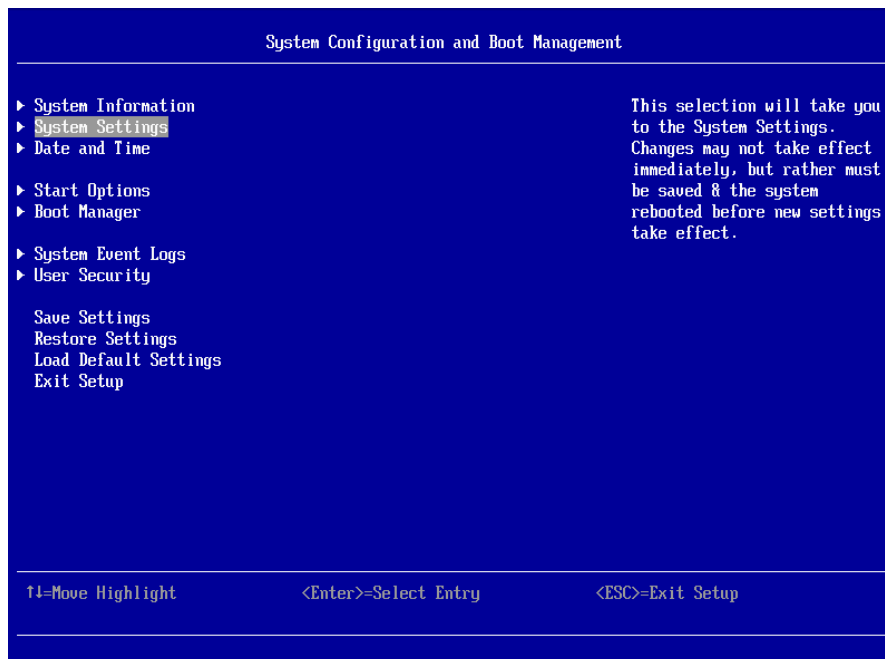 System Configuration and Boot Management
System Information
System Settings
Date and Time
Start Options
Boot Manager
System Event Logs
User Security
Save Settings
Restore Settings
Load Default Settings
Exit Setup
This selection will take you
to the System Settings.
Changes may not take effect
immediately, but rather must
be saved & the system
rebooted before new settings
take effect.
↑↓=Move Highlight
<Enter>=Select Entry
<ESC>=Exit Setup